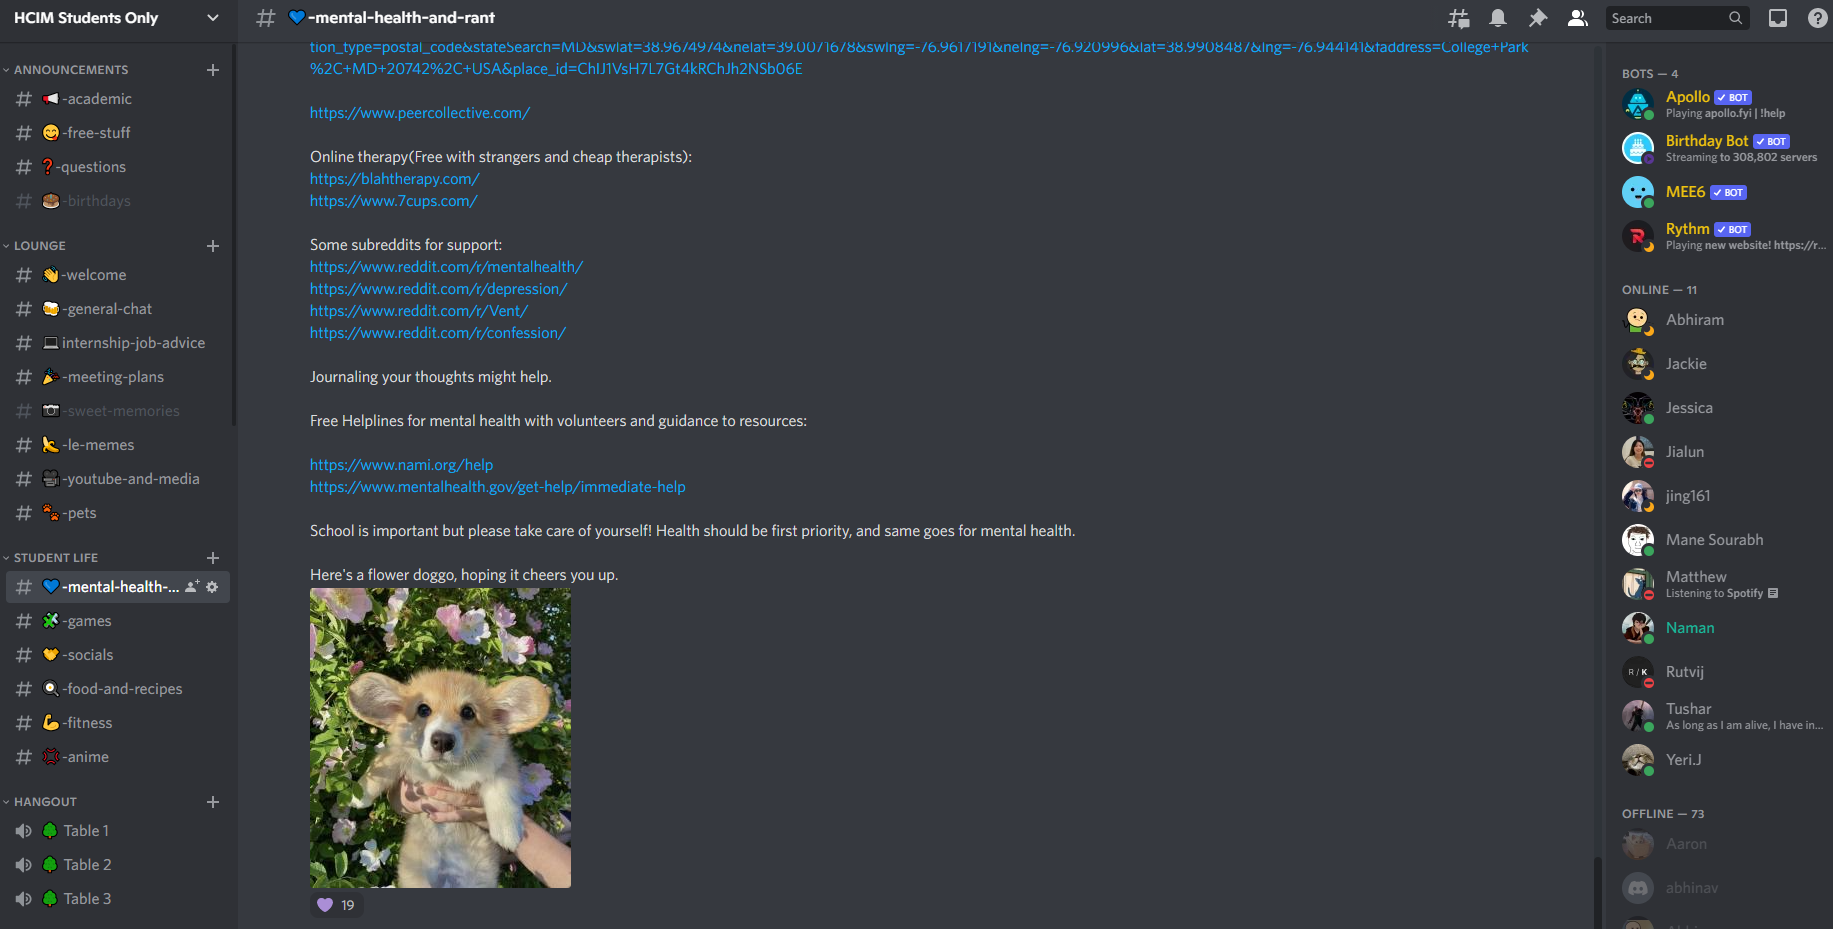 HCIM Students Only
ANNOUNCEMENTS
-academic
-free-stuff
-questions
-birthdays
LOUNGE
-welcome
-general-chat
internship-job-advice
-meeting-plans
-sweet-memories
-le-memes
-youtube-and-media
-pets
STUDENT LIFE
-mental-health-...
-games
-socials
-food-and-recipes
-fitness
-anime
HANGOUT
Table 1
Table 2
Table 3
-mental-health-and-rant
Search
tion_type=postal_code&stateSearch=MD&swlat=38.9674974&nelat=39.0071678&swlng=-76.9617191&nelng=-76.920996&lat=38.9908487&lng=-76.944141&faddress=College+Park
%2C+MD+20742%2C+USA&place_id=ChIJ1VsH7L7Gt4kRChJh2NSb06E
https://www.peercollective.com/
Online therapy(Free with strangers and cheap therapists):
https://blahtherapy.com/
https://www.7cups.com/
Some subreddits for support:
https://www.reddit.com/r/mentalhealth/
https://www.reddit.com/r/depression/
https://www.reddit.com/r/Vent/
https://www.reddit.com/r/confession/
Journaling your thoughts might help.
Free Helplines for mental health with volunteers and guidance to resources:
https://www.nami.org/help
https://www.mentalhealth.gov/get-help/immediate-help
School is important but please take care of yourself! Health should be first priority, and same goes for mental health.
Here's a flower doggo, hoping it cheers you up.
19
BOTS — 4
Apollo ✓ BOT
Playing apollo.fyi | !help
Birthday Bot ✓ BOT
Streaming to 308,802 servers
MEE6 ✓ BOT
Rythm ✓ BOT
Playing new website! https://r...
ONLINE — 11
Abhiram
Jackie
Jessica
Jialun
jing161
Mane Sourabh
Matthew
Listening to Spotify
Naman
R / K
Rutvij
Tushar
As long as I am alive, I have in...
Yeri.J
OFFLINE — 73
Aaron
abhinav